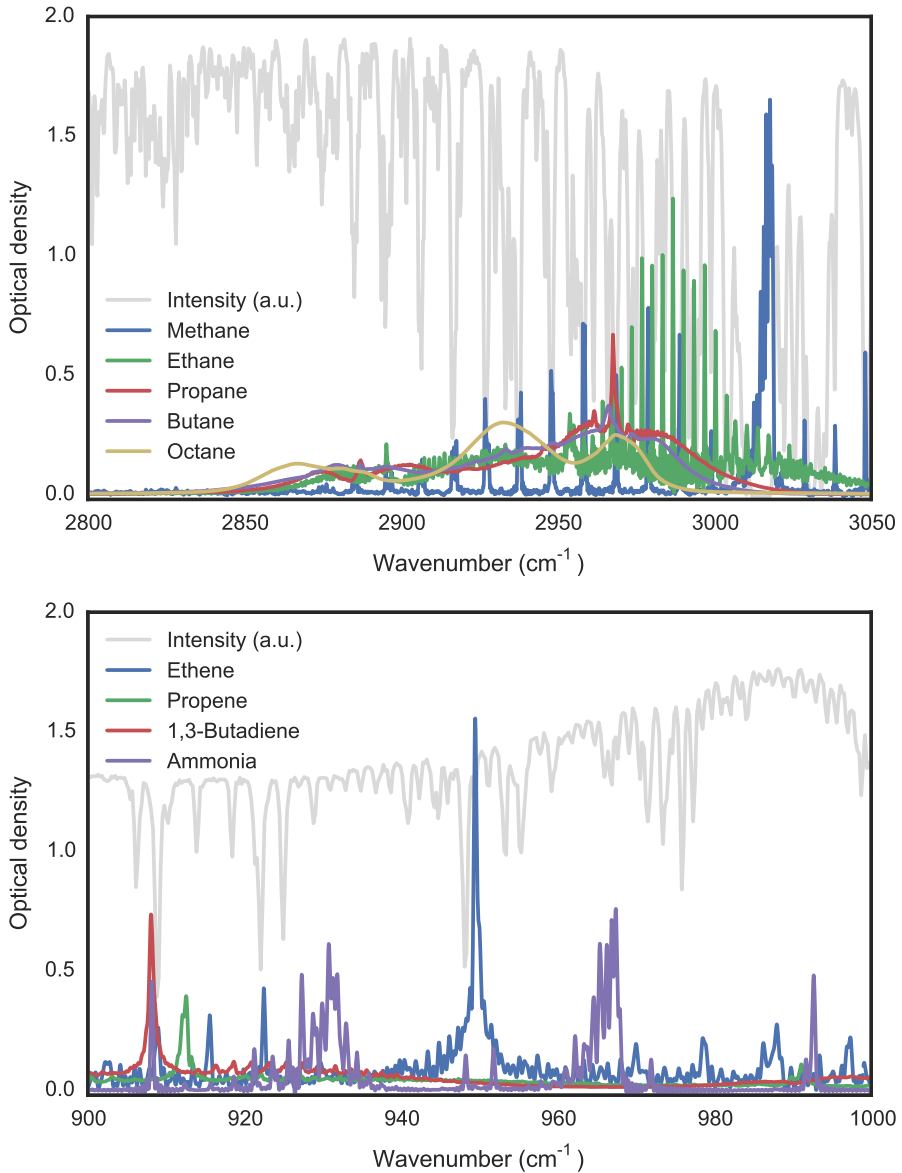 2.0
1.5
1.0
0.5
0.0
Optical density
Intensity (a.u.)
Methane
Ethane
Propane
Butane
Octane
2800 2850 2900 2950 3000 3050
Wavenumber (cm⁻¹ )
2.0
1.5
1.0
0.5
0.0
Optical density
Intensity (a.u.)
Ethene
Propene
1,3-Butadiene
Ammonia
900 920 940 960 980 1000
Wavenumber (cm⁻¹ )